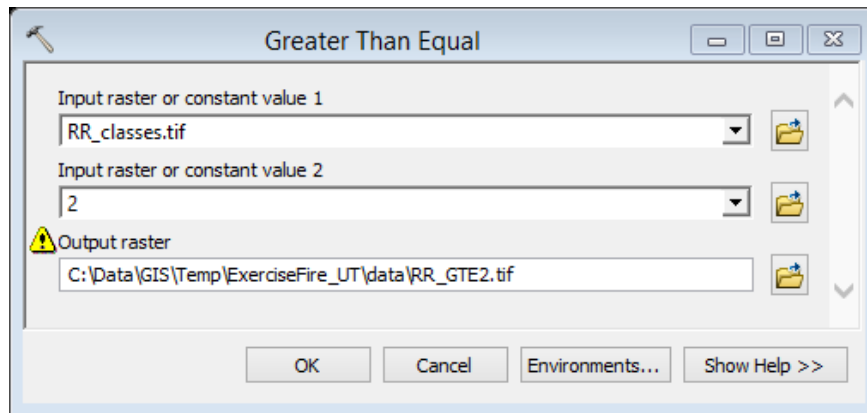 Greater Than Equal
Input raster or constant value 1
RR_classes.tif
Input raster or constant value 2
2
Output raster
C:\Data\GIS\Temp\ExerciseFire_UT\data\RR_GTE2.tif
OK Cancel Environments... Show Help >>